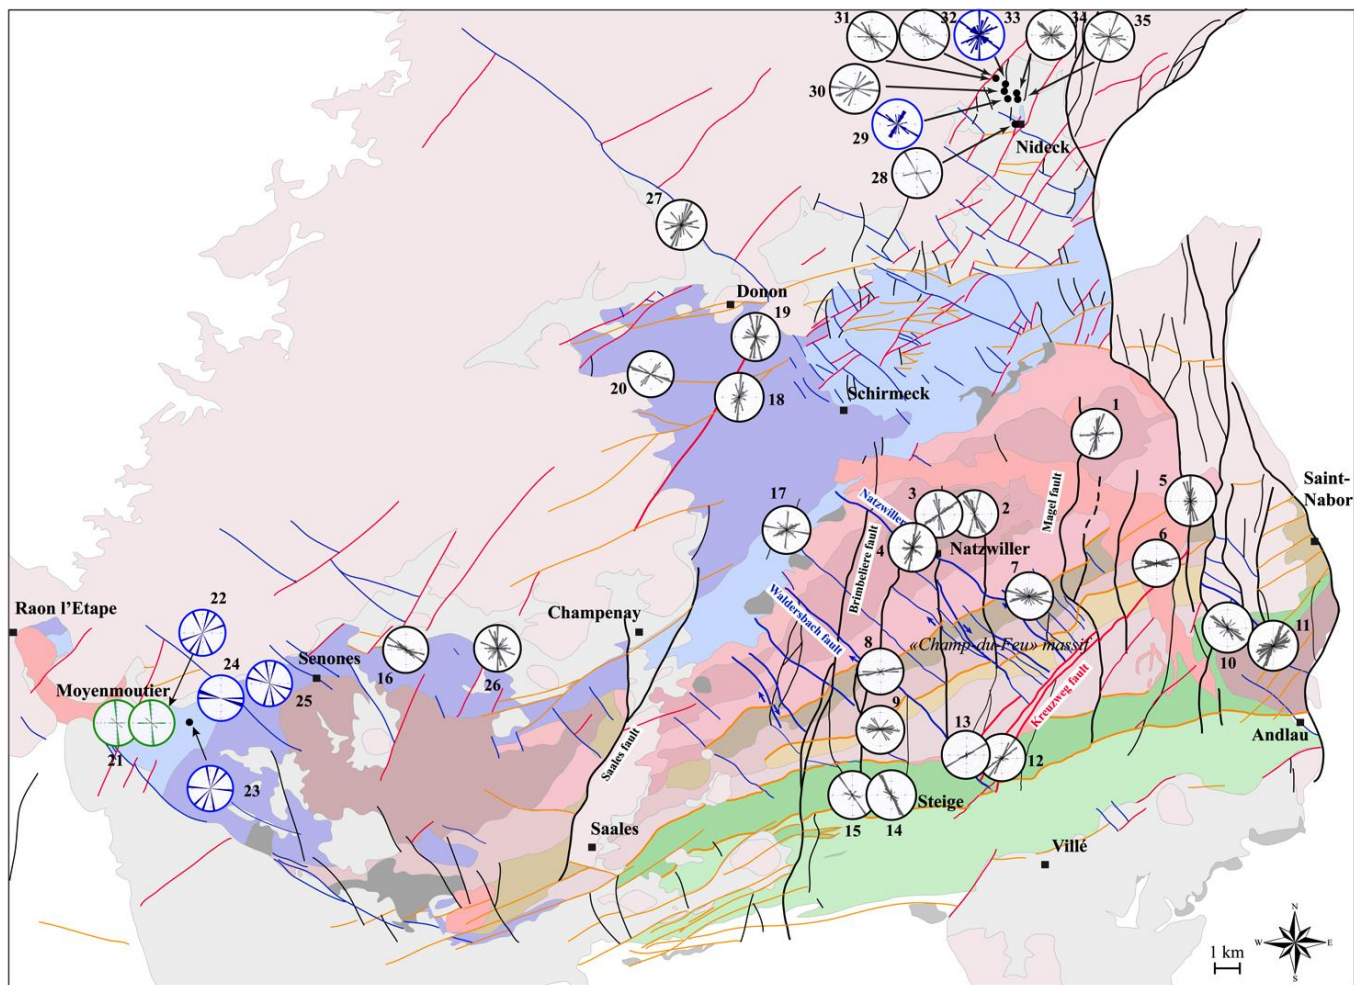 31
32
33
34
35
30
29
Nideck
28
27
Donon
19
20
18
Schirmeck
1
Saint-
Nabor
5
17
Natzwiller
3
2
Magel fault
4
Natzwiller
6
Brimbeliere fault
7
Raon l'Etape
22
Champenay
Waldersbach fault
«Champ-du-Feu» massif
8
10
11
24
Senones
16
26
25
Moyenmoutier
Kreuzweg fault
9
13
12
Andlau
21
Saales fault
23
15
14
Steige
Saales
Villé
N
W
E
S
1 km